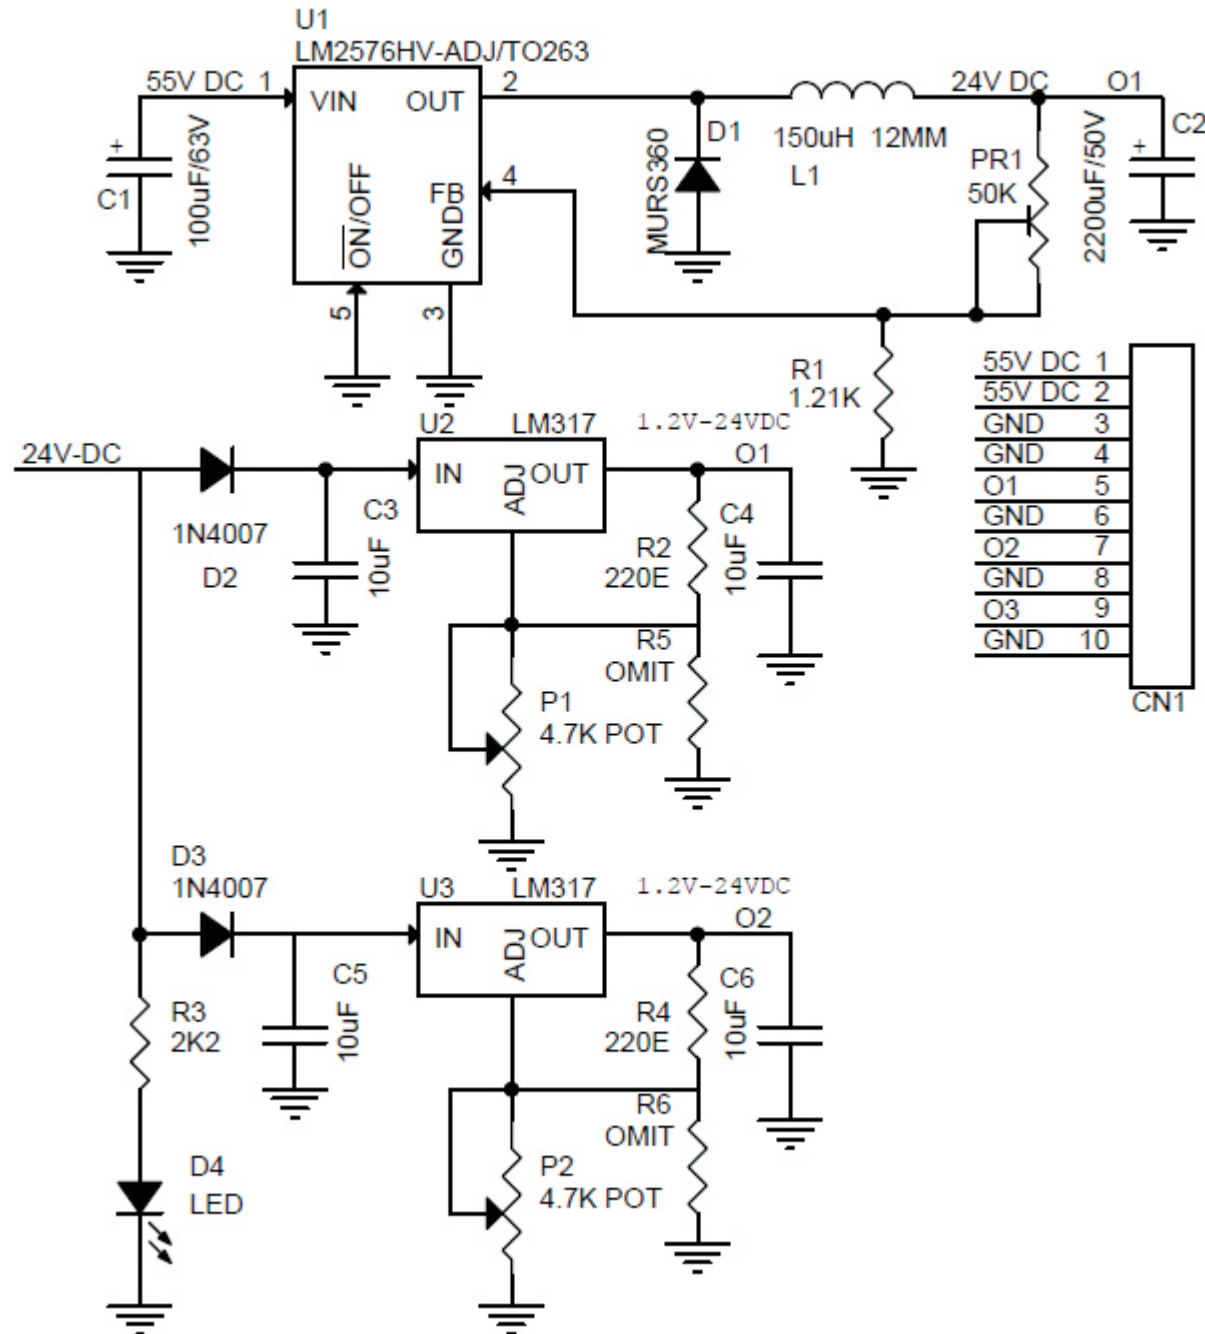 U1
LM2576HV-ADJ/TO263
55V DC 1
VIN
OUT
2
24V DC
O1
+
C1
100uF/63V
ON/OFF
FB
GND
4
5
3
D1
MURS360
150uH 12MM
L1
PR1
50K
C2
+
2200uF/50V
R1
1.21K
55V DC 1
55V DC 2
GND 3
GND 4
O1 5
GND 6
O2 7
GND 8
O3 9
GND 10
CN1
24V-DC
1N4007
D2
C3
10uF
U2
LM317
IN
ADJ
OUT
1.2V-24VDC
O1
R2
220E
C4
10uF
R5
OMIT
P1
4.7K POT
D3
1N4007
C5
10uF
U3
LM317
IN
ADJ
OUT
1.2V-24VDC
O2
R4
220E
C6
10uF
R6
OMIT
P2
4.7K POT
R3
2K2
D4
LED